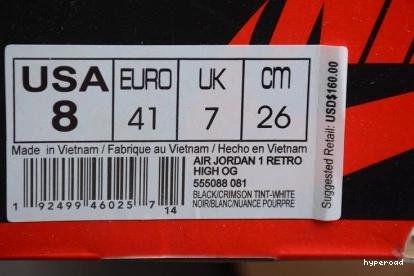 USA EURO UK cm
8 41 7 26
Made in Vietnam / Fabrique au Vietnam / Hecho en Vietnam
AIR JORDAN 1 RETRO
HIGH OG
555088 081
BLACK/CRIMSON TINT-WHITE
NOIR/BLANC/NUANCE POURPRE
1 92499 46025 7 14
Suggested Retail: USD$160.00
hyperoad